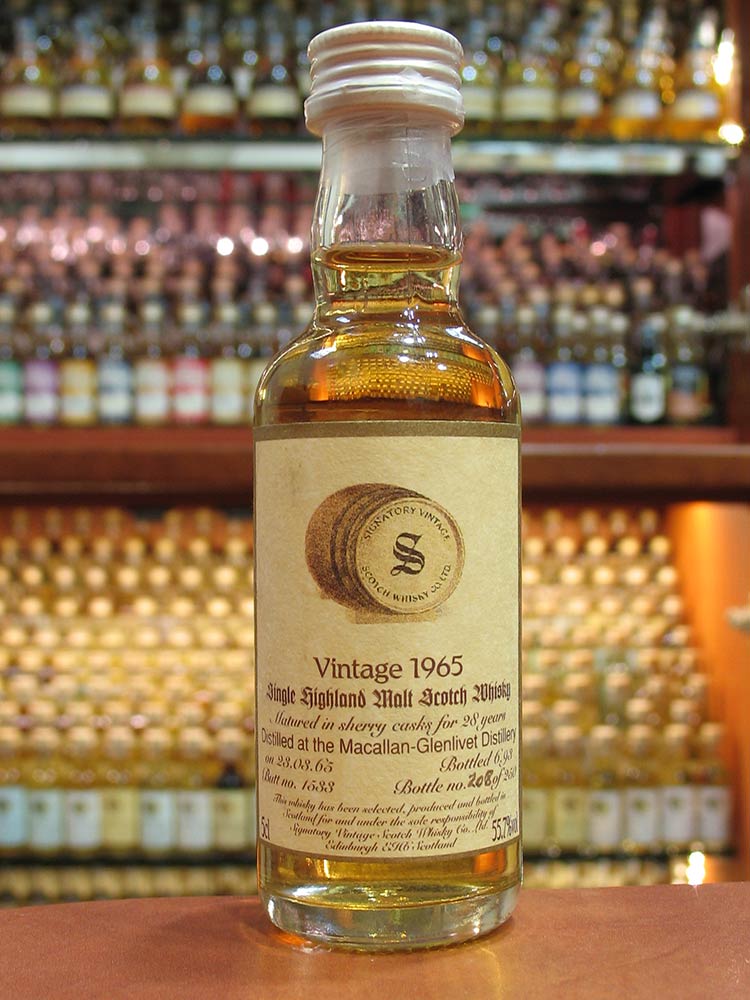 SIGNATORY VINTAGE
S
SCOTCH WHISKY CO. LTD.
Vintage 1965
Single Highland Malt Scotch Whisky
Matured in sherry casks for 28 years
Distilled at the Macallan-Glenlivet Distillery
on 23.03.65 Bottled 6,93
Butt no. 1533 Bottle no. 208 of 250
This whisky has been selected, produced and bottled in
Scotland for and under the sole responsibility of
Signatory Vintage Scotch Whisky Co. Ltd.
Edinburgh EH6 Scotland
5cl 55.7%vol